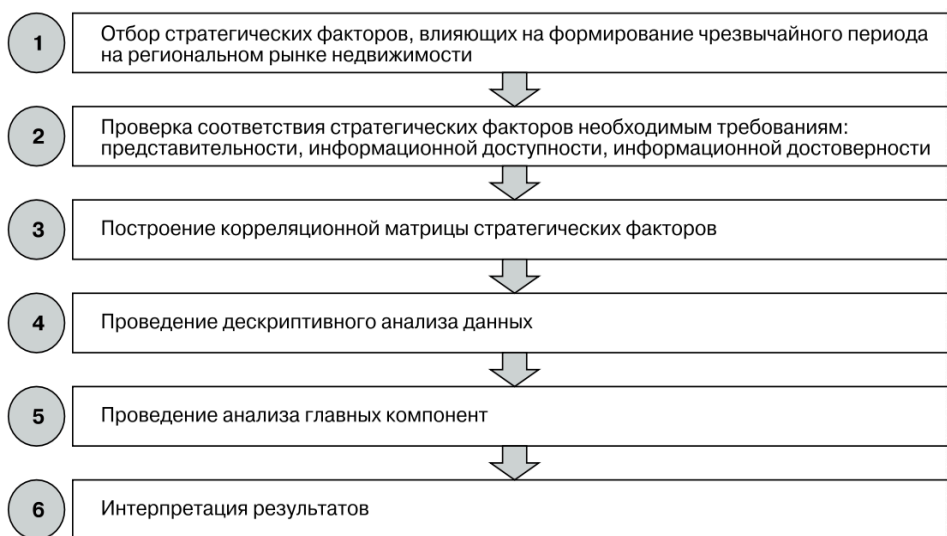 1
Отбор стратегических факторов, влияющих на формирование чрезвычайного периода
на региональном рынке недвижимости
2
Проверка соответствия стратегических факторов необходимым требованиям:
представительности, информационной доступности, информационной достоверности
3
Построение корреляционной матрицы стратегических факторов
4
Проведение дескриптивного анализа данных
5
Проведение анализа главных компонент
6
Интерпретация результатов